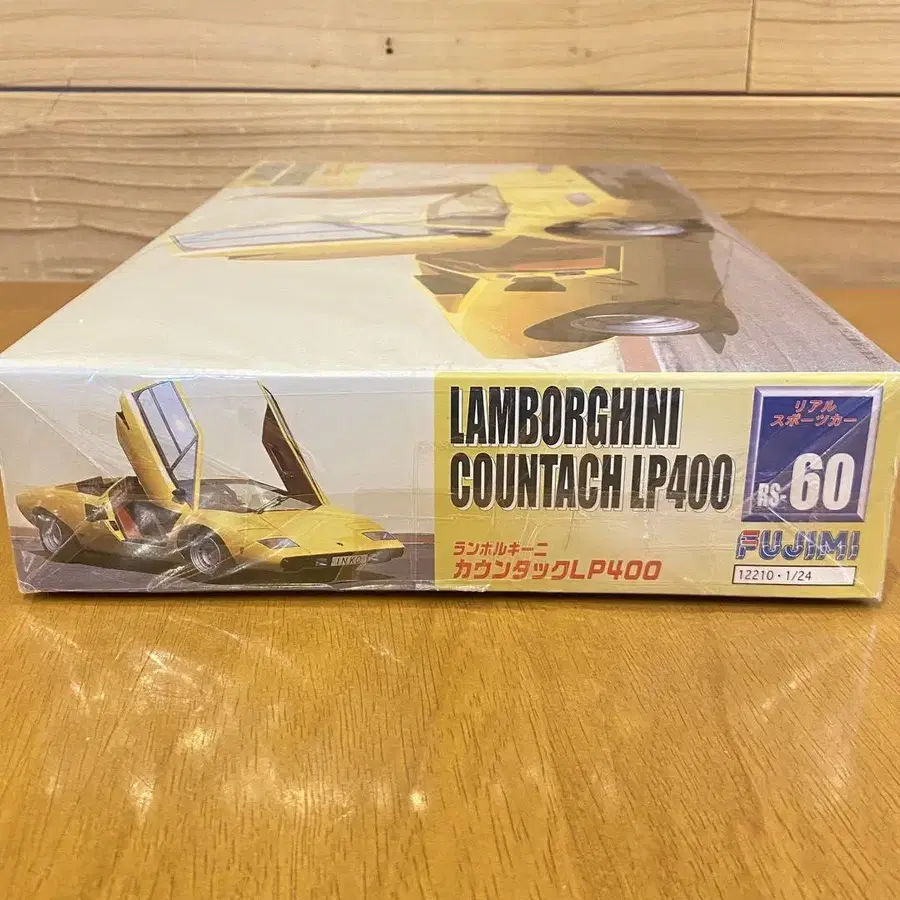 LAMBORGHINI
COUNTACH LP400
ランボルギーニ
カウンタックLP400
リアル
スポーツカー
RS-60
FUJIMI
12210・1/24